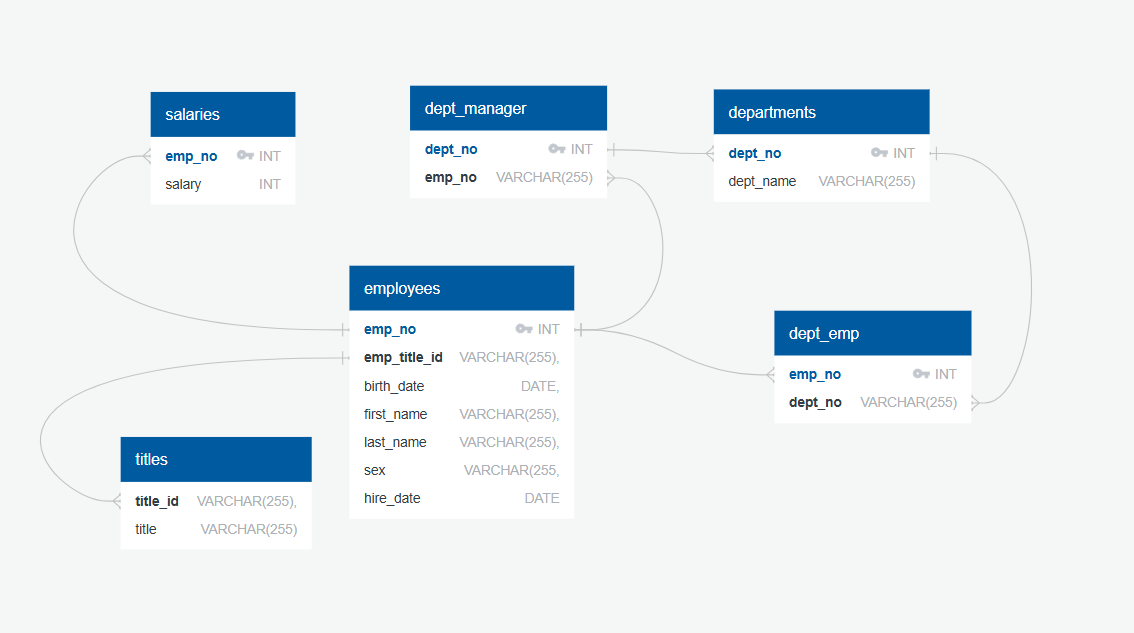 salaries
emp_no INT
salary INT
dept_manager
dept_no INT
emp_no VARCHAR(255)
departments
dept_no INT
dept_name VARCHAR(255)
employees
emp_no INT
emp_title_id VARCHAR(255),
birth_date DATE,
first_name VARCHAR(255),
last_name VARCHAR(255),
sex VARCHAR(255,
hire_date DATE
dept_emp
emp_no INT
dept_no VARCHAR(255)
titles
title_id VARCHAR(255),
title VARCHAR(255)